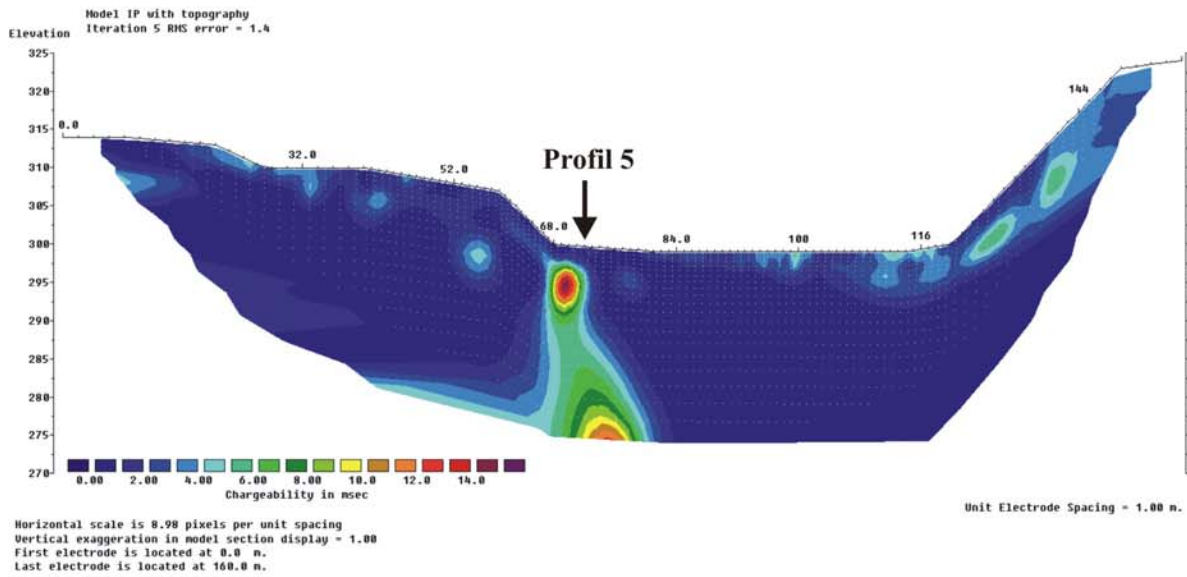 Model IP with topography
Iteration 5 RMS error = 1.4
Elevation
325
320
315
310
305
300
295
290
285
280
275
270
0.0
32.0
52.0
68.0
84.0
100
116
144
Profil 5
0.00 2.00 4.00 6.00 8.00 10.0 12.0 14.0
Chargeability in msec
Unit Electrode Spacing = 1.00 m.
Horizontal scale is 8.98 pixels per unit spacing
Vertical exaggeration in model section display = 1.00
First electrode is located at 0.0 m.
Last electrode is located at 160.0 m.